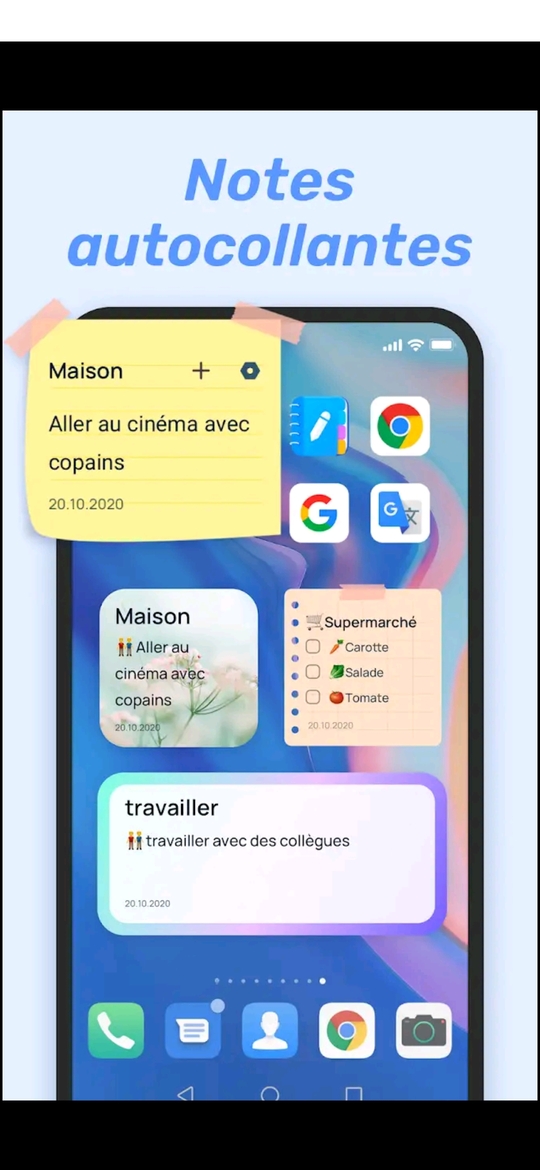 Notes
autocollantes
Maison
Aller au cinéma avec
copains
20.10.2020
Maison
👬Aller au
cinéma avec
copains
20.10.2020
🛒Supermarché
🥕Carotte
🥬Salade
🍅Tomate
20.10.2020
travailler
👬travailler avec des collègues
20.10.2020